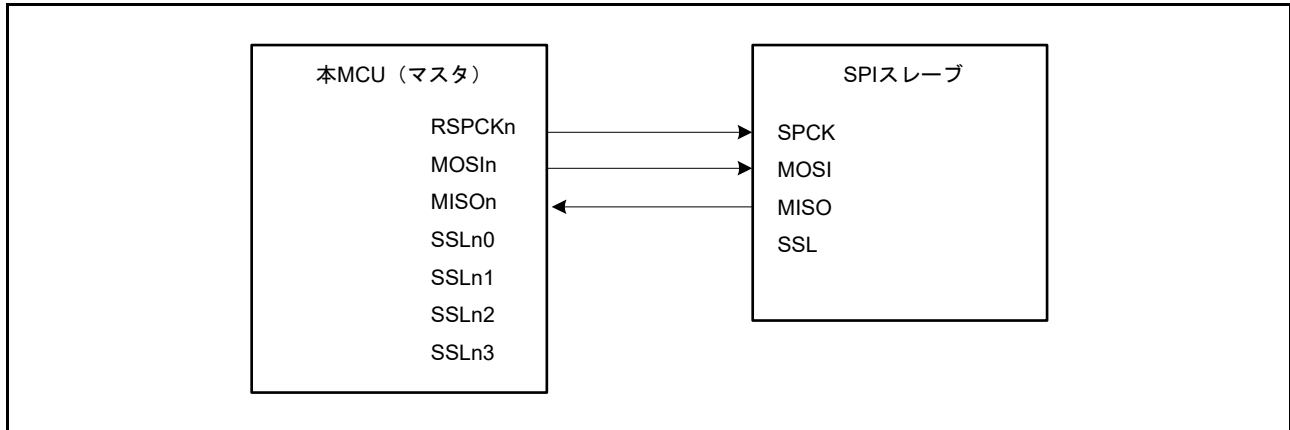 本MCU（マスタ）
RSPCKn
MOSIn
MISOn
SSLn0
SSLn1
SSLn2
SSLn3
SPIスレーブ
SPCK
MOSI
MISO
SSL